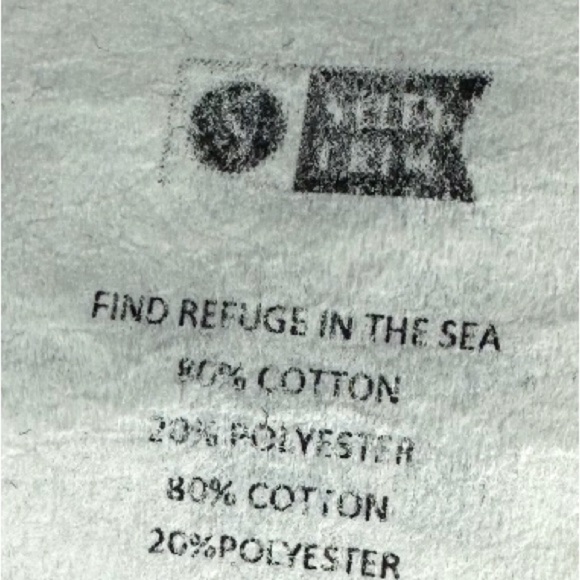 FIND REFUGE IN THE SEA
80% COTTON
20% POLYESTER
80% COTTON
20%POLYESTER